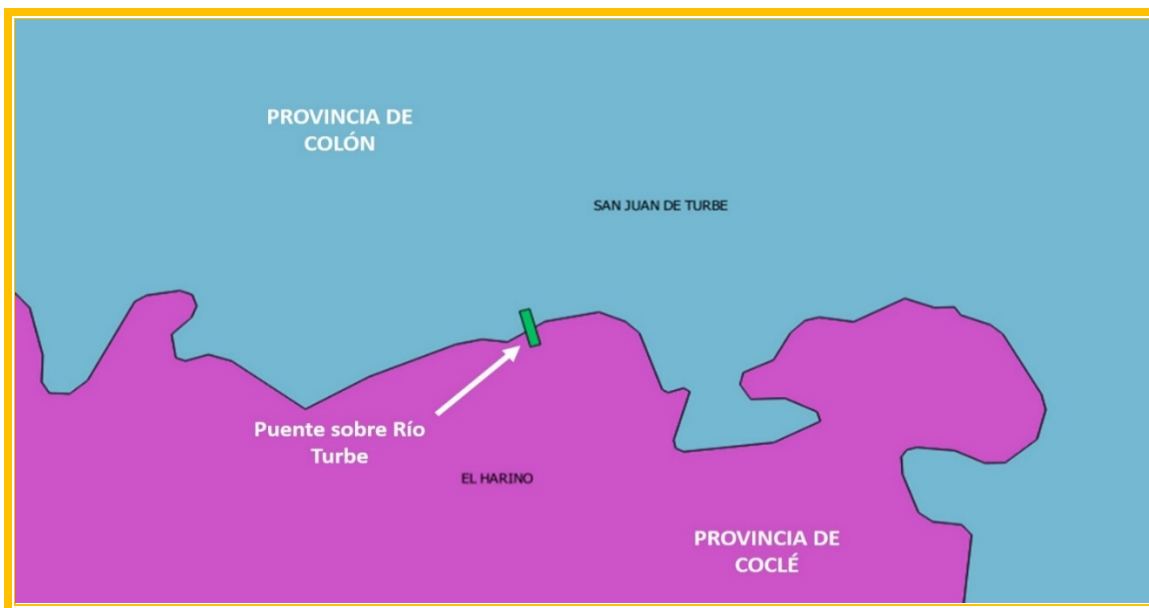 PROVINCIA DE
COLÓN
SAN JUAN DE TURBE
Puente sobre Río
Turbe
EL HARINO
PROVINCIA DE
COCLÉ